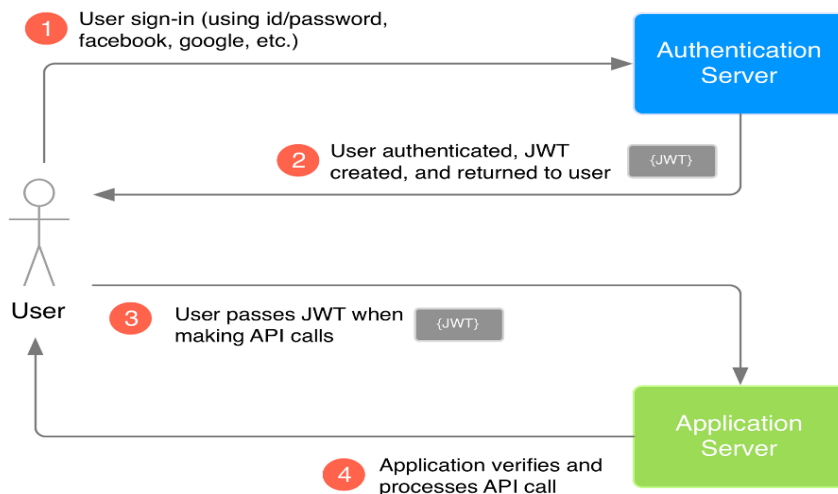 1
User sign-in (using id/password,
facebook, google, etc.)
Authentication
Server
2
User authenticated, JWT
created, and returned to user
{JWT}
User
3
User passes JWT when
making API calls
{JWT}
Application
Server
4
Application verifies and
processes API call